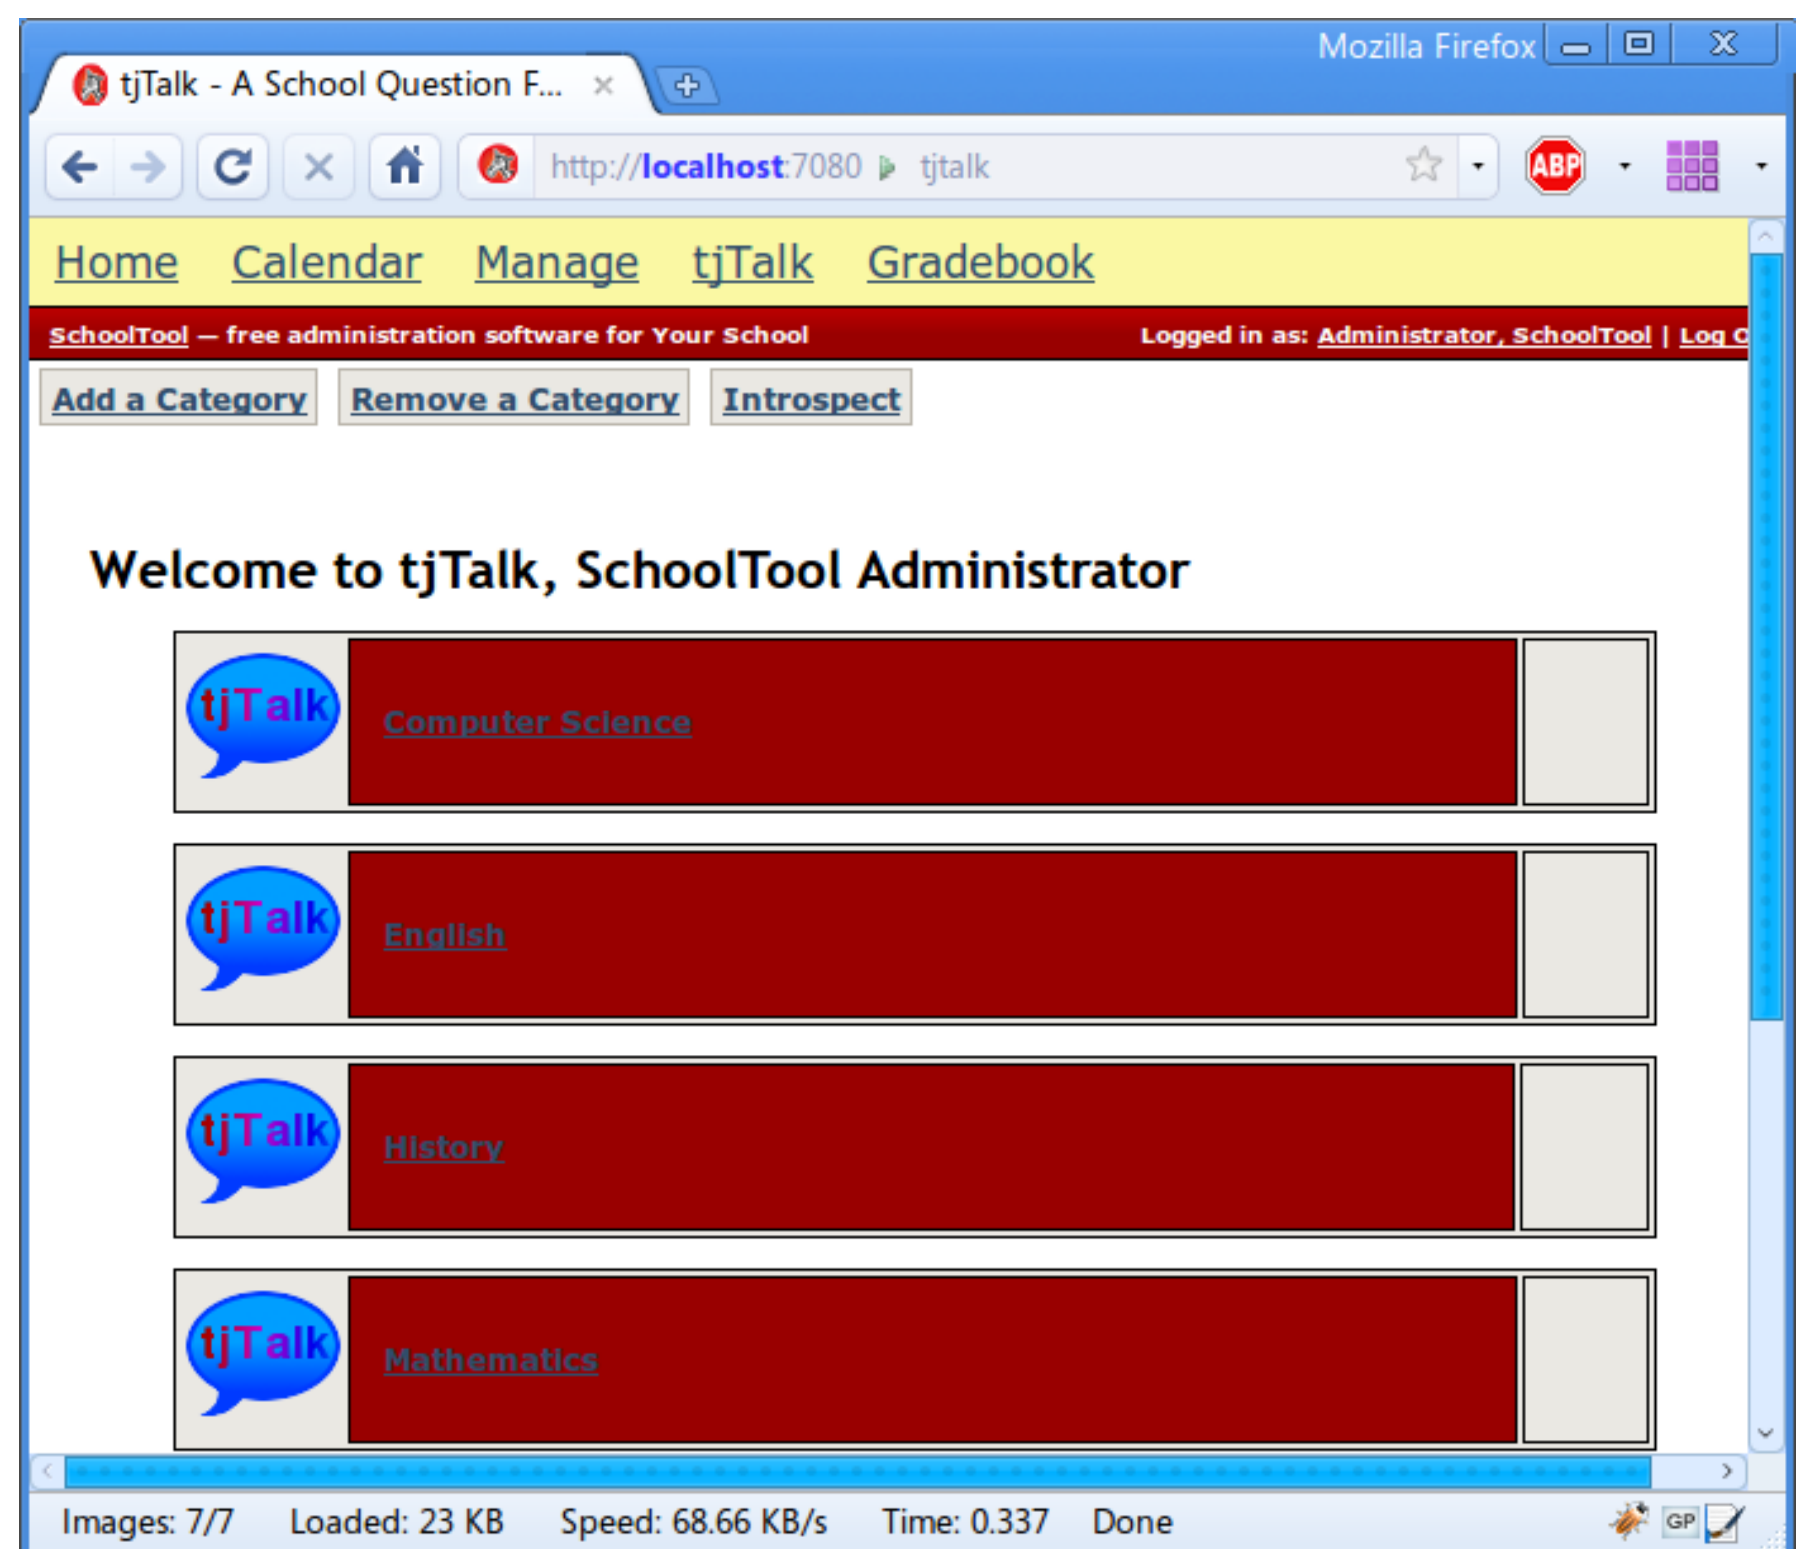 Mozilla Firefox
tjTalk - A School Question F...
http://localhost:7080 tjtalk
ABP
Home Calendar Manage tjTalk Gradebook
SchoolTool — free administration software for Your School Logged in as: Administrator, SchoolTool | Log O
Add a Category Remove a Category Introspect
Welcome to tjTalk, SchoolTool Administrator
tjTalk Computer Science
tjTalk English
tjTalk History
tjTalk Mathematics
Images: 7/7 Loaded: 23 KB Speed: 68.66 KB/s Time: 0.337 Done GP